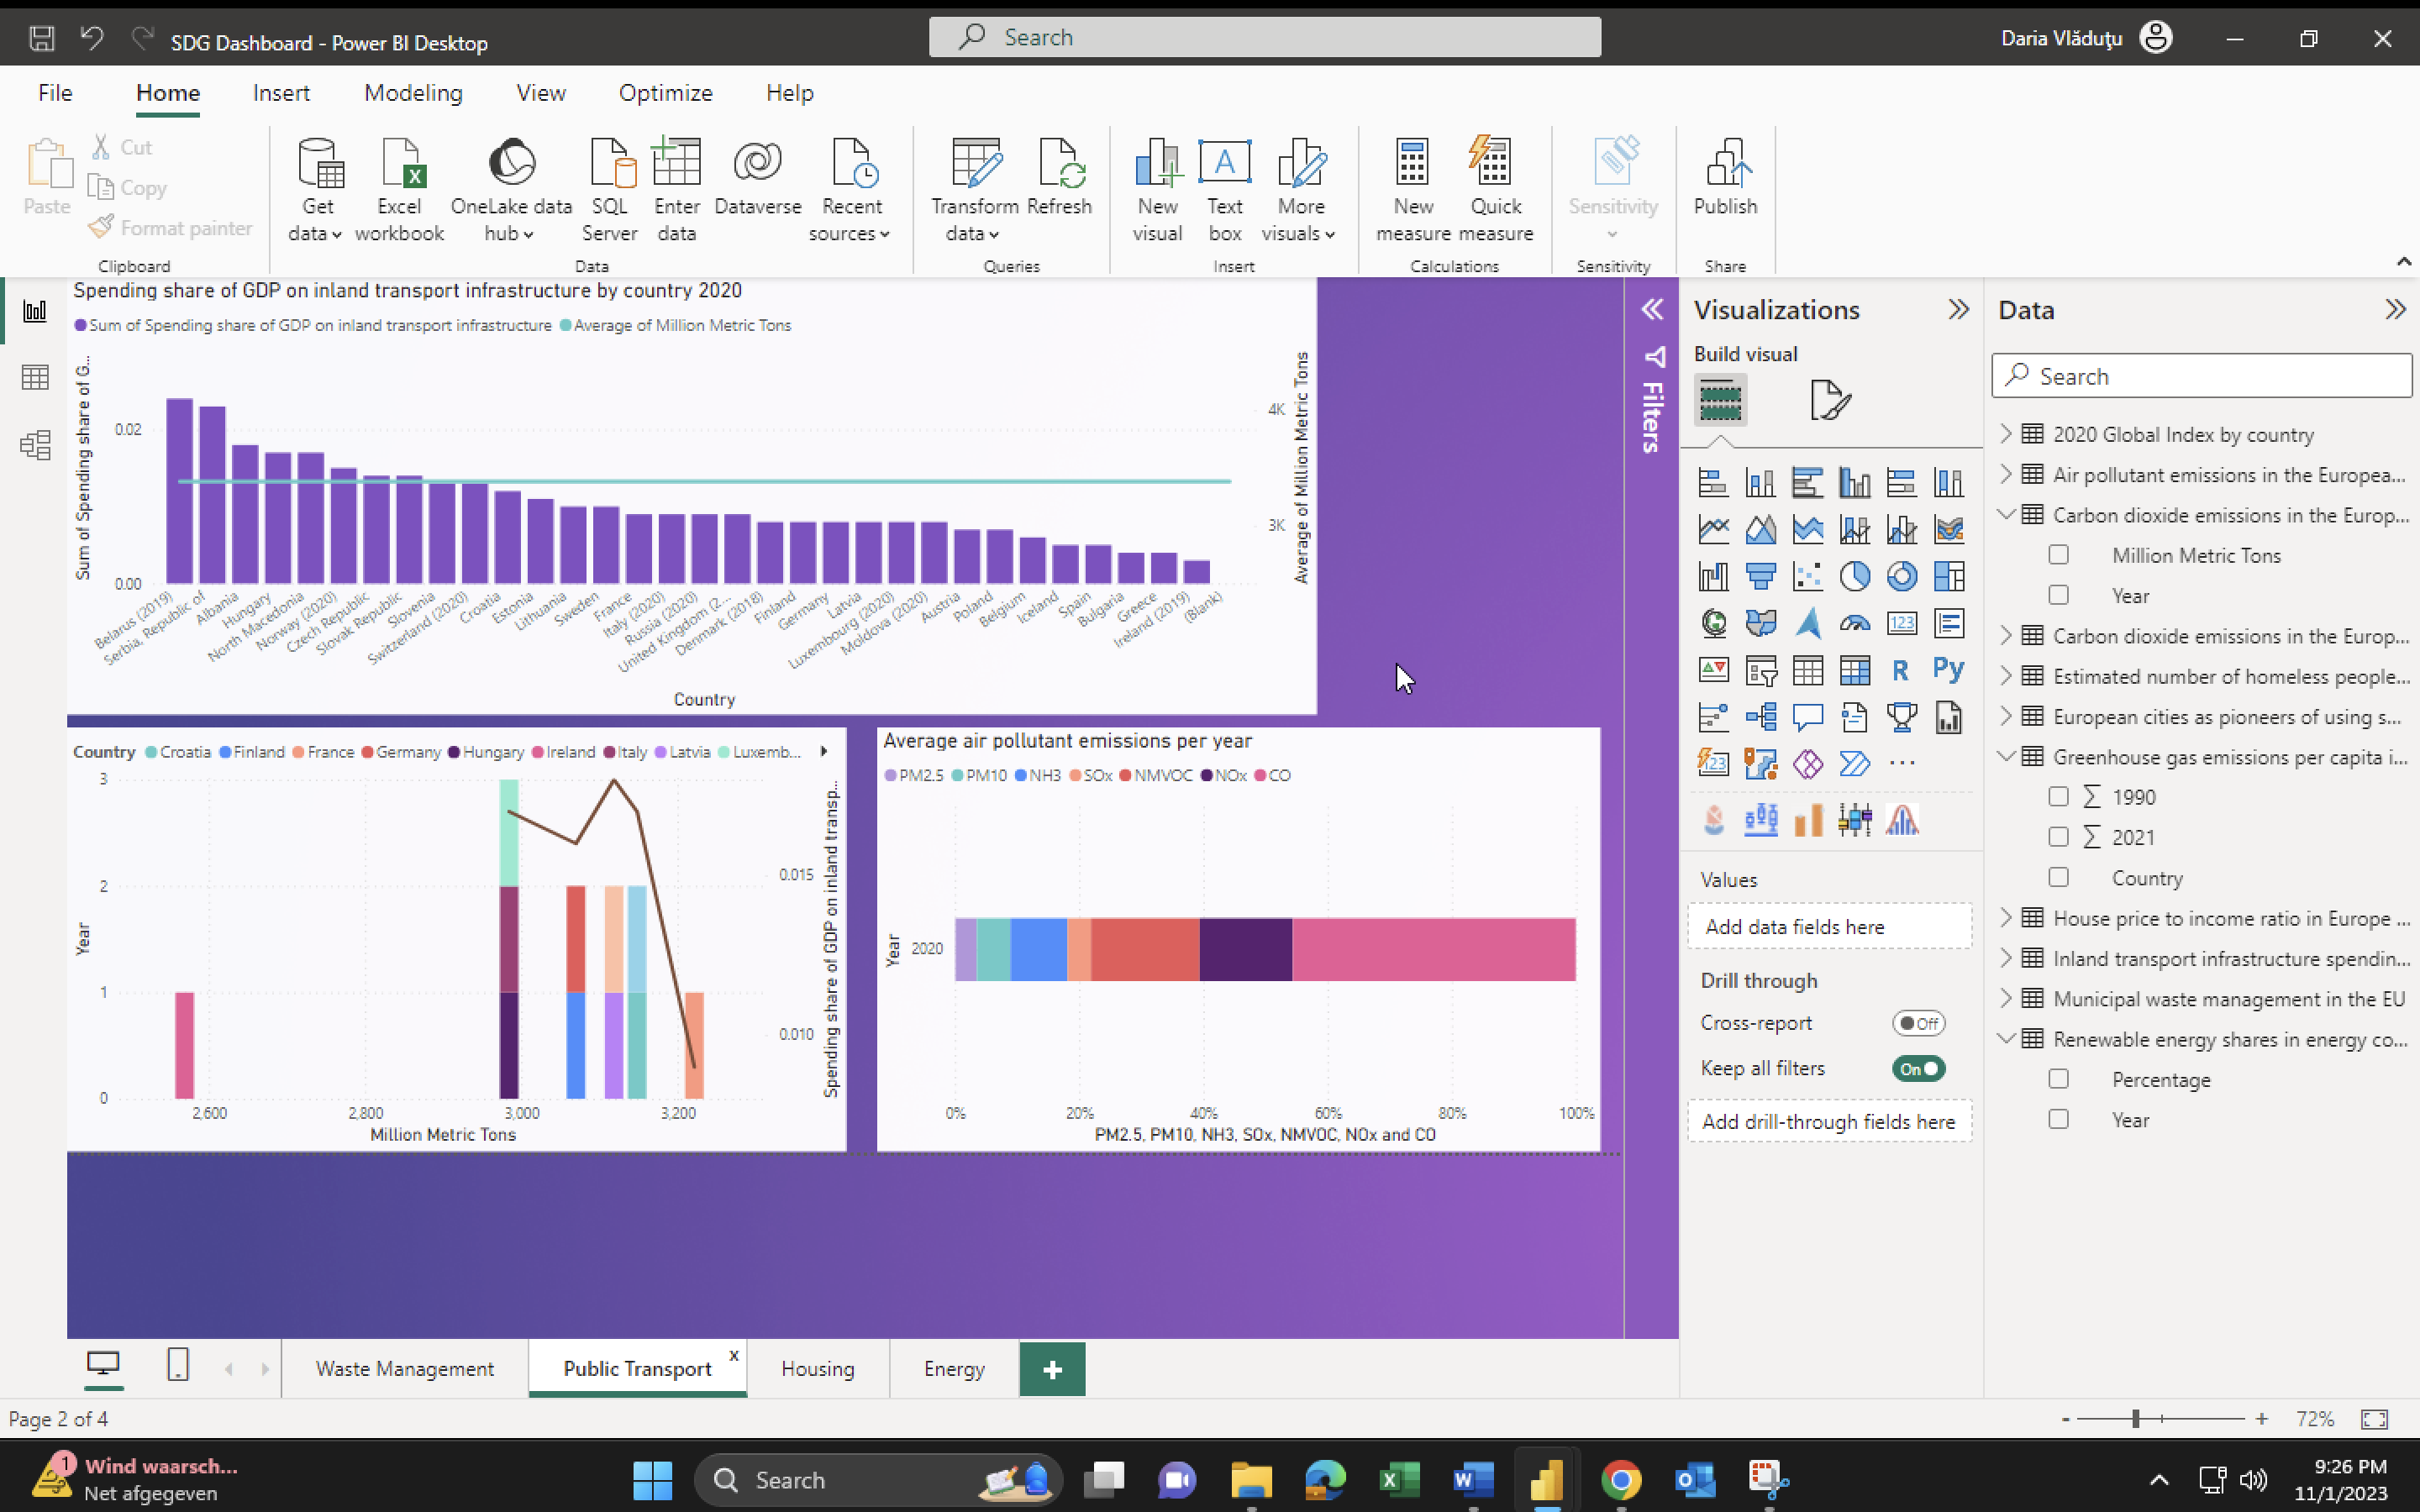 SDG Dashboard - Power BI Desktop
Search
Daria Vlăduțu
File Home Insert Modeling View Optimize Help
Paste
Cut
Copy
Format painter
Clipboard
Get data
Excel workbook
OneLake data hub
SQL Server
Enter data
Dataverse
Recent sources
Data
Transform data
Refresh
Queries
New visual
Text box
More visuals
Insert
New measure
Quick measure
Calculations
Sensitivity
Sensitivity
Publish
Share
Spending share of GDP on inland transport infrastructure by country 2020
Sum of Spending share of GDP on inland transport infrastructure Average of Million Metric Tons
Sum of Spending share of G...
0.02
0.00
4K
3K
Average of Million Metric Tons
Belarus (2019)
Serbia, Republic of
Albania
Hungary
North Macedonia
Norway (2020)
Czech Republic
Slovak Republic
Slovenia
Switzerland (2020)
Croatia
Estonia
Lithuania
Sweden
France
Italy (2020)
Russia (2020)
United Kingdom (2...
Denmark (2018)
Finland
Germany
Latvia
Luxembourg (2020)
Moldova (2020)
Austria
Poland
Belgium
Iceland
Spain
Bulgaria
Greece
Ireland (2019)
(Blank)
Country
Country Croatia Finland France Germany Hungary Ireland Italy Latvia Luxemb...
Year
3
2
1
0
0.015
0.010
Spending share of GDP on inland transp...
2,600 2,800 3,000 3,200
Million Metric Tons
Average air pollutant emissions per year
PM2.5 PM10 NH3 SOx NMVOC NOx CO
Year
2020
0% 20% 40% 60% 80% 100%
PM2.5, PM10, NH3, SOx, NMVOC, NOx and CO
Filters
Visualizations
Build visual
123
R
Py
123
...
Values
Add data fields here
Drill through
Cross-report
Off
Keep all filters
On
Add drill-through fields here
Data
Search
2020 Global Index by country
Air pollutant emissions in the Europea...
Carbon dioxide emissions in the Europ...
Million Metric Tons
Year
Carbon dioxide emissions in the Europ...
Estimated number of homeless people...
European cities as pioneers of using s...
Greenhouse gas emissions per capita i...
∑ 1990
∑ 2021
Country
House price to income ratio in Europe ...
Inland transport infrastructure spendin...
Municipal waste management in the EU
Renewable energy shares in energy co...
Percentage
Year
Waste Management
Public Transport
x
Housing
Energy
+
Page 2 of 4
- + 72%
1
Wind waarsch...
Net afgegeven
Search
9:26 PM
11/1/2023